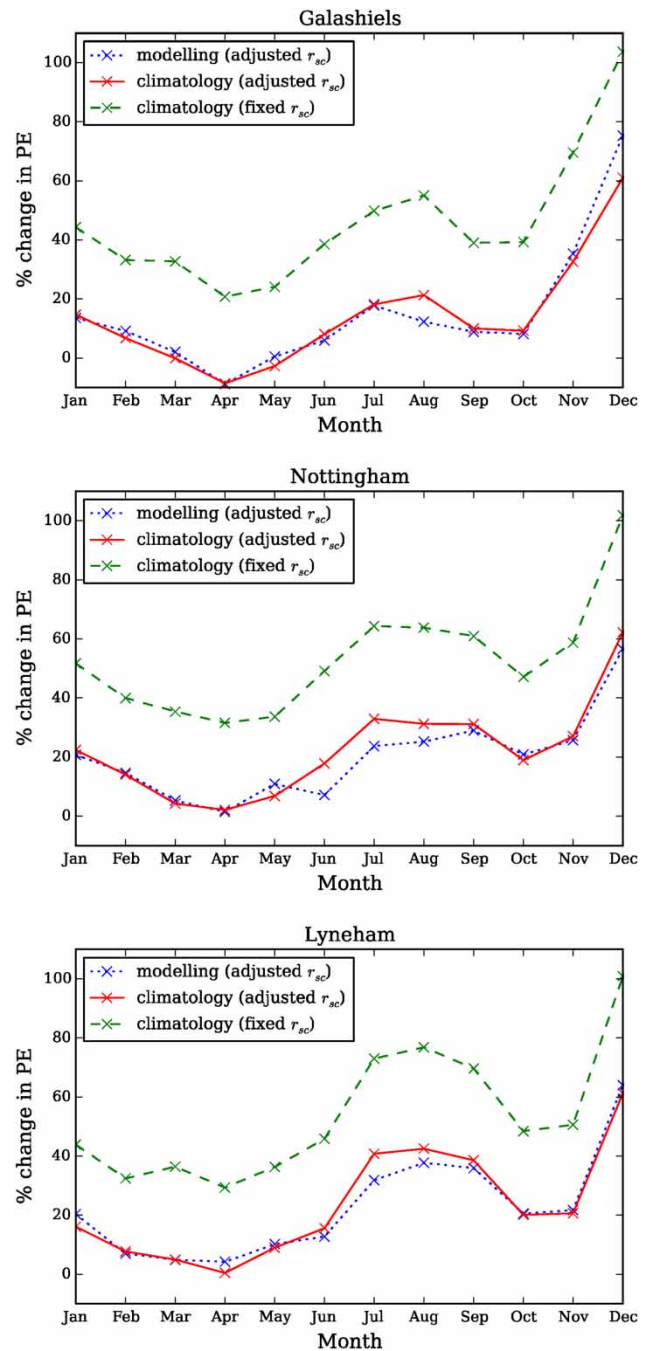 Galashiels
modelling (adjusted r_sc)
climatology (adjusted r_sc)
climatology (fixed r_sc)
% change in PE
100
80
60
40
20
0
Jan Feb Mar Apr May Jun Jul Aug Sep Oct Nov Dec
Month
Nottingham
modelling (adjusted r_sc)
climatology (adjusted r_sc)
climatology (fixed r_sc)
% change in PE
100
80
60
40
20
0
Jan Feb Mar Apr May Jun Jul Aug Sep Oct Nov Dec
Month
Lyneham
modelling (adjusted r_sc)
climatology (adjusted r_sc)
climatology (fixed r_sc)
% change in PE
100
80
60
40
20
0
Jan Feb Mar Apr May Jun Jul Aug Sep Oct Nov Dec
Month